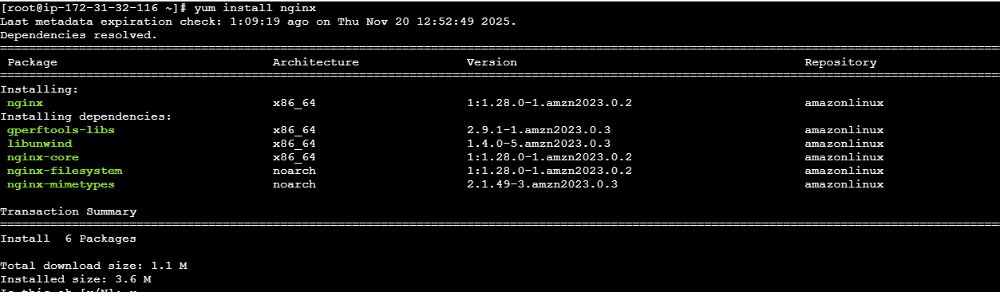 [root@ip-172-31-32-116 ~]# yum install nginx
Last metadata expiration check: 1:09:19 ago on Thu Nov 20 12:52:49 2025.
Dependencies resolved.
Package Architecture Version Repository
Installing:
nginx x86_64 1:1.28.0-1.amzn2023.0.2 amazonlinux
Installing dependencies:
gperftools-libs x86_64 2.9.1-1.amzn2023.0.3 amazonlinux
libunwind x86_64 1.4.0-5.amzn2023.0.3 amazonlinux
nginx-core x86_64 1:1.28.0-1.amzn2023.0.2 amazonlinux
nginx-filesystem noarch 1:1.28.0-1.amzn2023.0.2 amazonlinux
nginx-mimetypes noarch 2.1.49-3.amzn2023.0.3 amazonlinux
Transaction Summary
Install 6 Packages
Total download size: 1.1 M
Installed size: 3.6 M